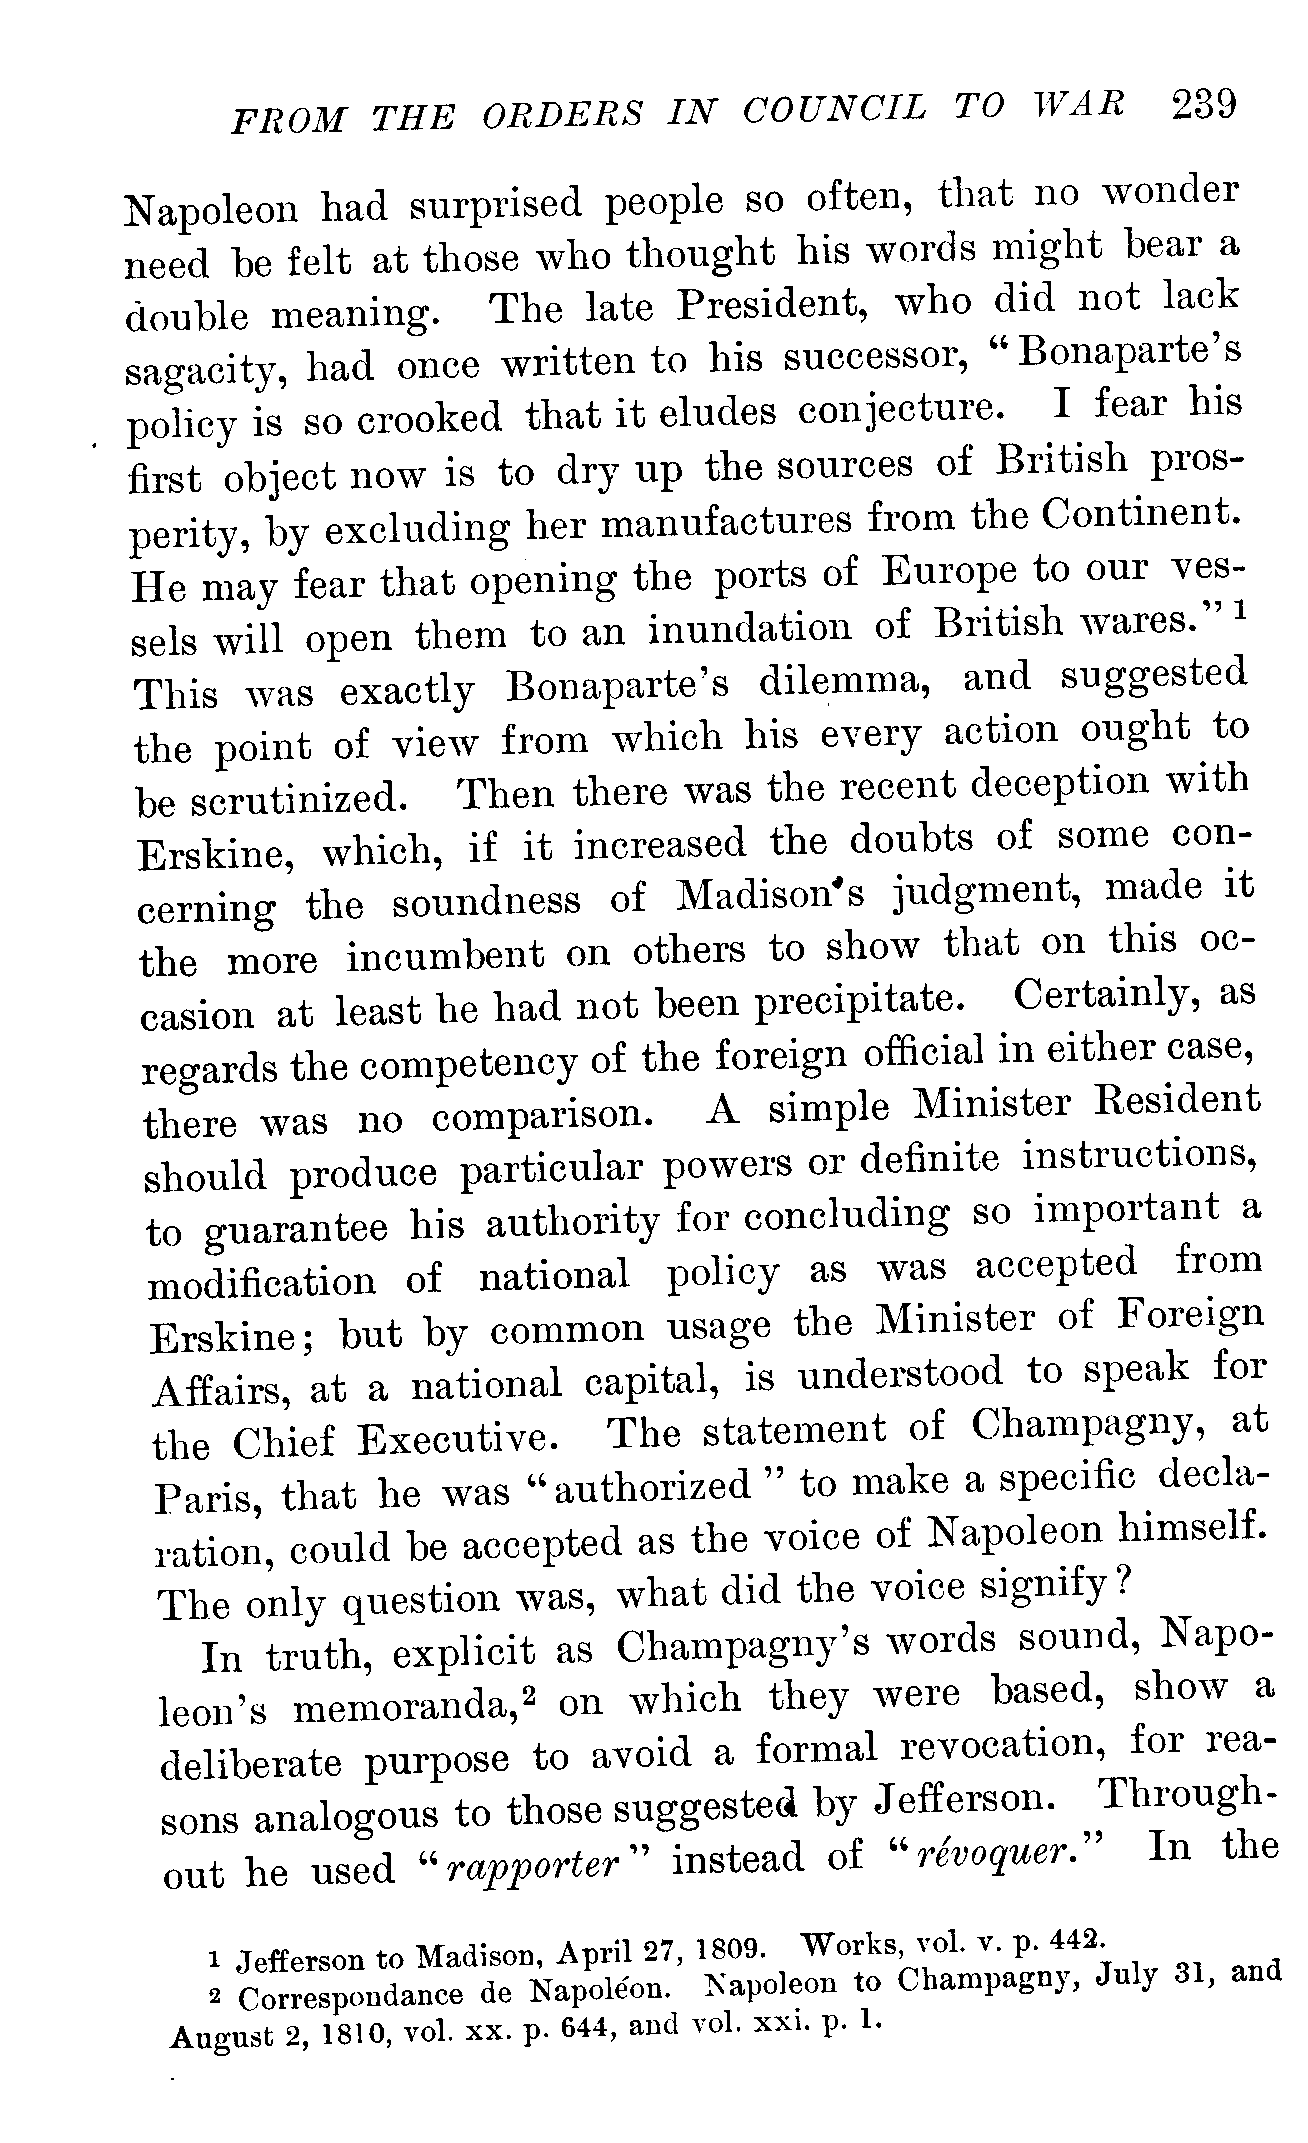 FROM THE ORDERS IN COUNCIL TO WAR 239
Napoleon had surprised people so often, that no wonder
need be felt at those who thought his words might bear a
double meaning. The late President, who did not lack
sagacity, had once written to his successor, “Bonaparte’s
policy is so crooked that it eludes conjecture. I fear his
first object now is to dry up the sources of British pros-
perity, by excluding her manufactures from the Continent.
He may fear that opening the ports of Europe to our ves-
sels will open them to an inundation of British wares.” 1
This was exactly Bonaparte’s dilemma, and suggested
the point of view from which his every action ought to
be scrutinized. Then there was the recent deception with
Erskine, which, if it increased the doubts of some con-
cerning the soundness of Madison’s judgment, made it
the more incumbent on others to show that on this oc-
casion at least he had not been precipitate. Certainly, as
regards the competency of the foreign official in either case,
there was no comparison. A simple Minister Resident
should produce particular powers or definite instructions,
to guarantee his authority for concluding so important a
modification of national policy as was accepted from
Erskine; but by common usage the Minister of Foreign
Affairs, at a national capital, is understood to speak for
the Chief Executive. The statement of Champagny, at
Paris, that he was “authorized” to make a specific decla-
ration, could be accepted as the voice of Napoleon himself.
The only question was, what did the voice signify?
In truth, explicit as Champagny’s words sound, Napo-
leon’s memoranda,2 on which they were based, show a
deliberate purpose to avoid a formal revocation, for rea-
sons analogous to those suggested by Jefferson. Through-
out he used “rapporter” instead of “révoquer.” In the
1 Jefferson to Madison, April 27, 1809. Works, vol. v. p. 442.
2 Correspondance de Napoléon. Napoleon to Champagny, July 31, and
August 2, 1810, vol. xx. p. 644, and vol. xxi. p. 1.